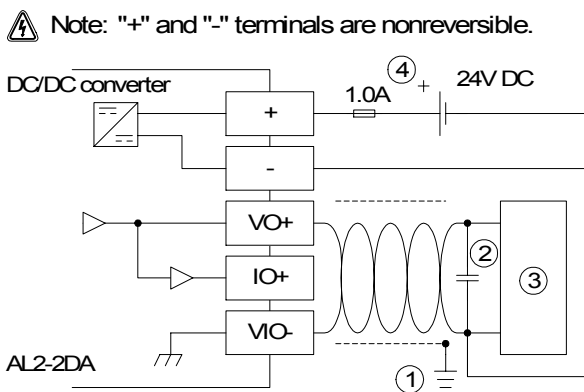 Note: "+" and "-" terminals are nonreversible.
DC/DC converter
④
1.0A
+
24V DC
+
-
VO+
IO+
VIO-
②
③
AL2-2DA
①